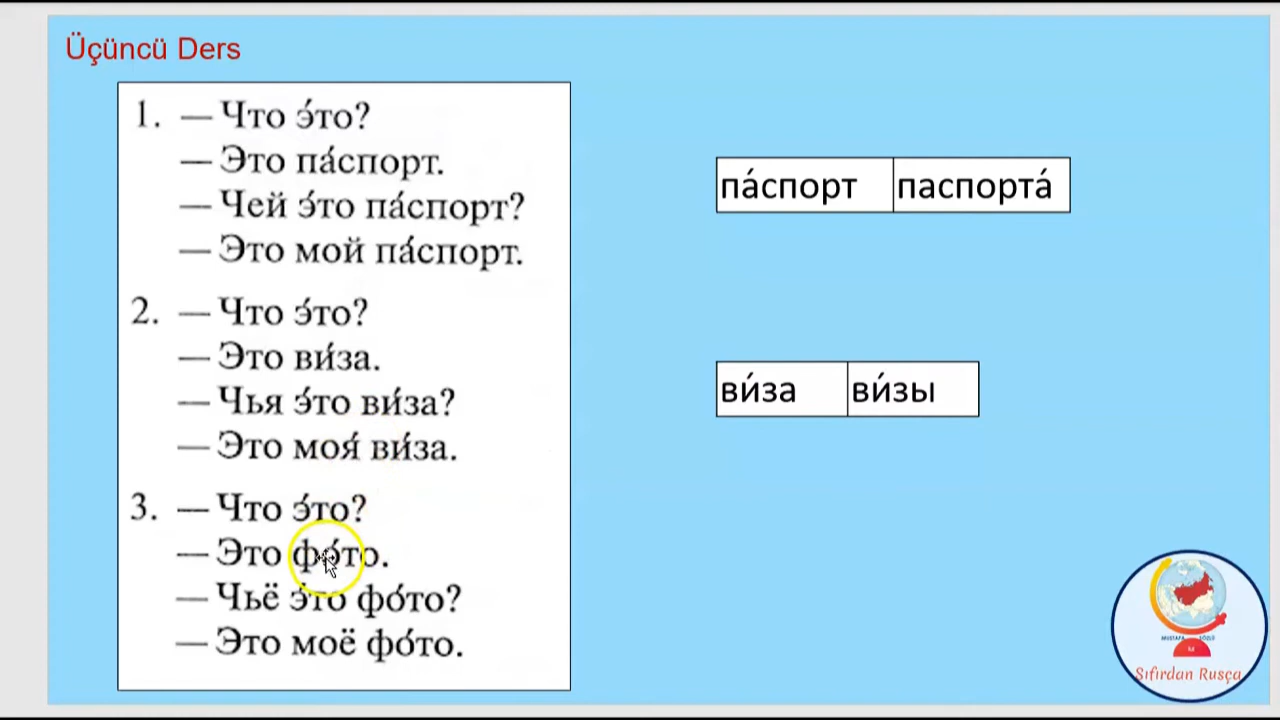 Üçüncü Ders
1. — Что э́то?
— Это па́спорт.
— Чей э́то па́спорт?
— Это мой па́спорт.
2. — Что э́то?
— Это ви́за.
— Чья э́то ви́за?
— Это моя́ ви́за.
3. — Что э́то?
— Это фо́то.
— Чьё э́то фо́то?
— Это моё фо́то.
па́спорт паспорта́
ви́за ви́зы
MUSTAFA SÖZLÜ
Sıfırdan Rusça